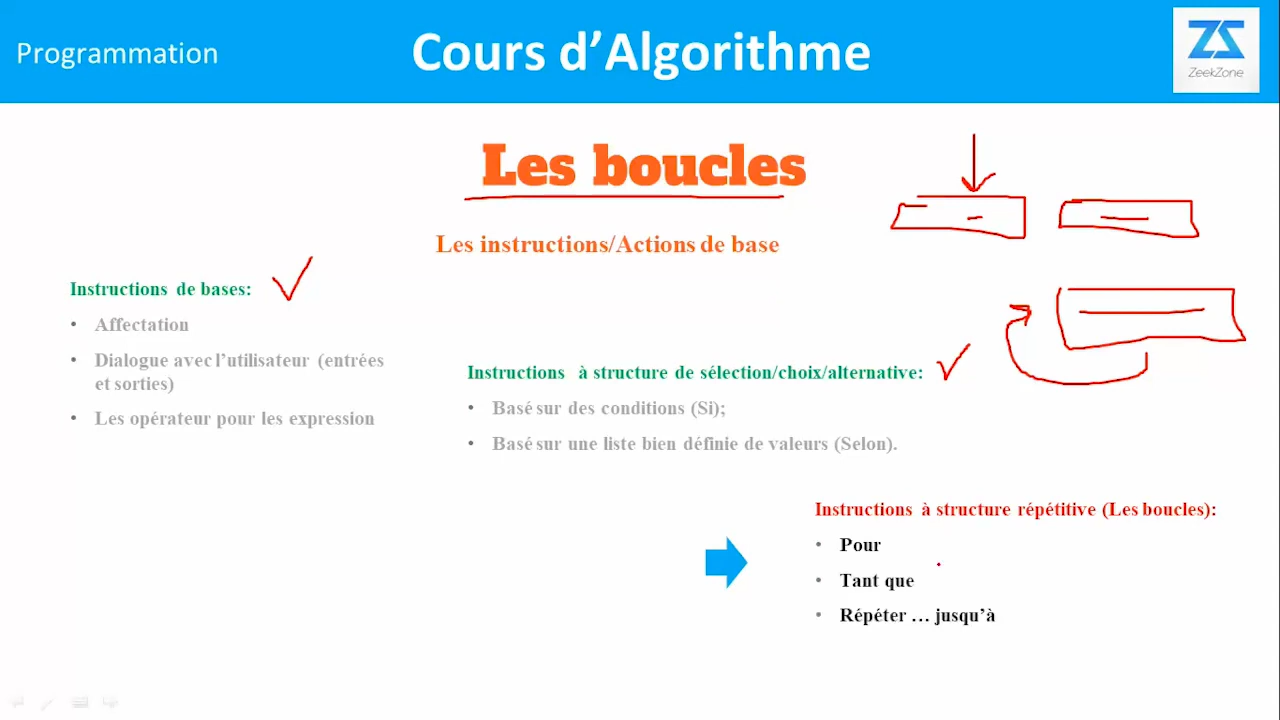 Programmation
Cours d’Algorithme
ZS
ZeekZone
Les boucles
Les instructions/Actions de base
Instructions de bases:
• Affectation
• Dialogue avec l’utilisateur (entrées
et sorties)
• Les opérateur pour les expression
Instructions à structure de sélection/choix/alternative:
• Basé sur des conditions (Si);
• Basé sur une liste bien définie de valeurs (Selon).
Instructions à structure répétitive (Les boucles):
• Pour
• Tant que
• Répéter … jusqu’à